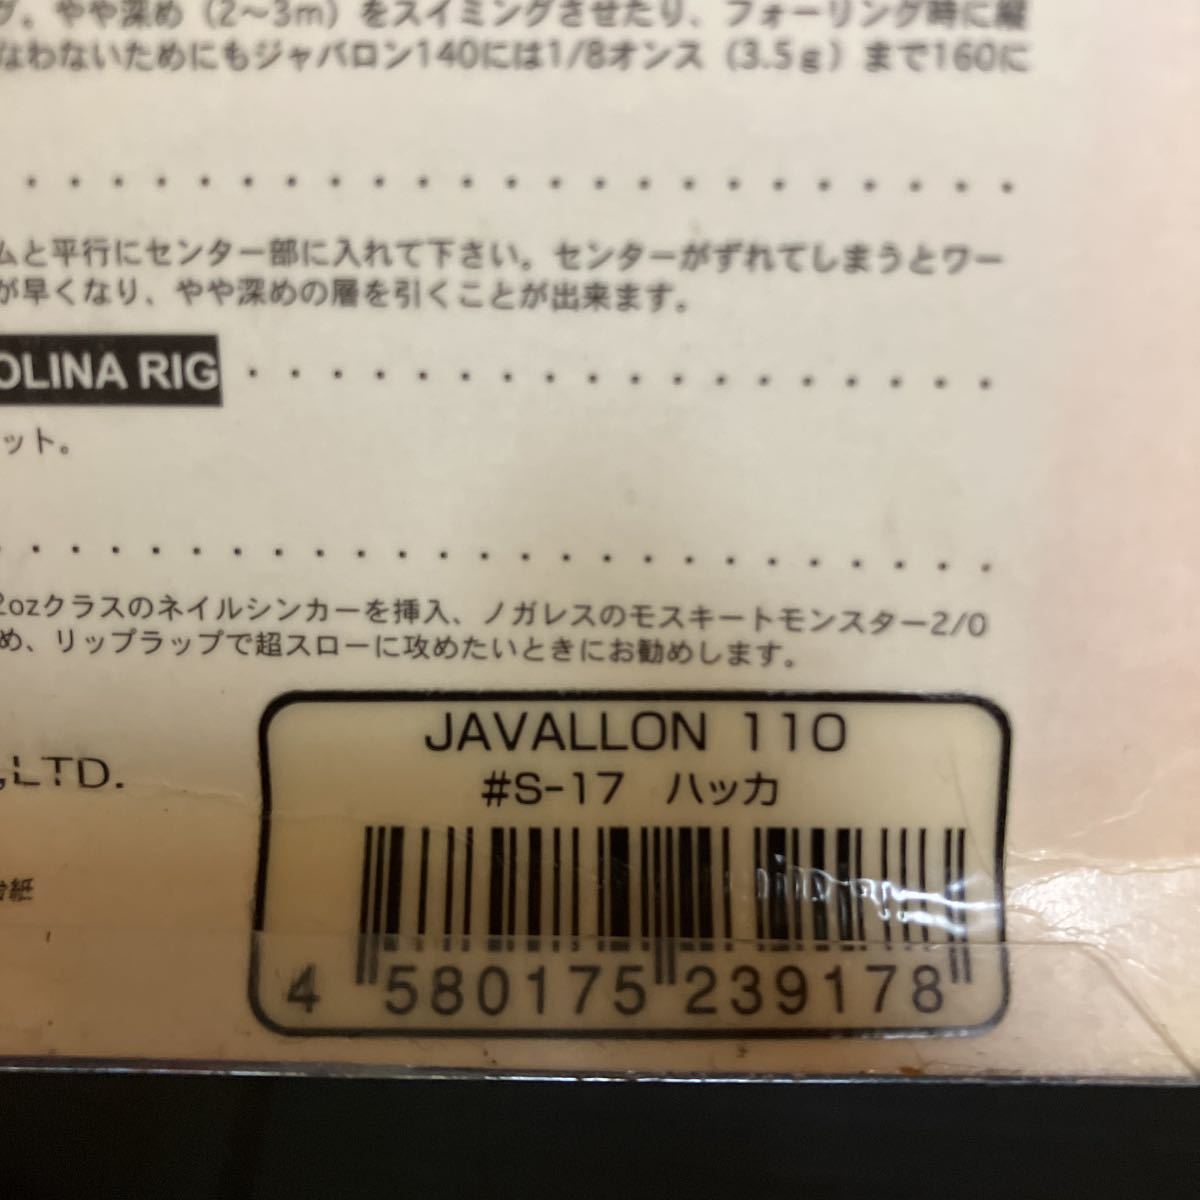 グ。やや深め（2～3m）をスイミングさせたり、フォーリング時に縦
なわないためにもジャバロン140には1/8オンス（3.5g）まで160に
ムと平行にセンター部に入れて下さい。センターがずれてしまうとワー
が早くなり、やや深めの層を引くことが出来ます。
OLINA RIG
ット。
2ozクラスのネイルシンカーを挿入、ノガレスのモスキートモンスター2/0
め、リップラップで超スローに攻めたいときにお勧めします。
JAVALLON 110
,LTD.
#S-17 ハッカ
台紙
4 580175 239178